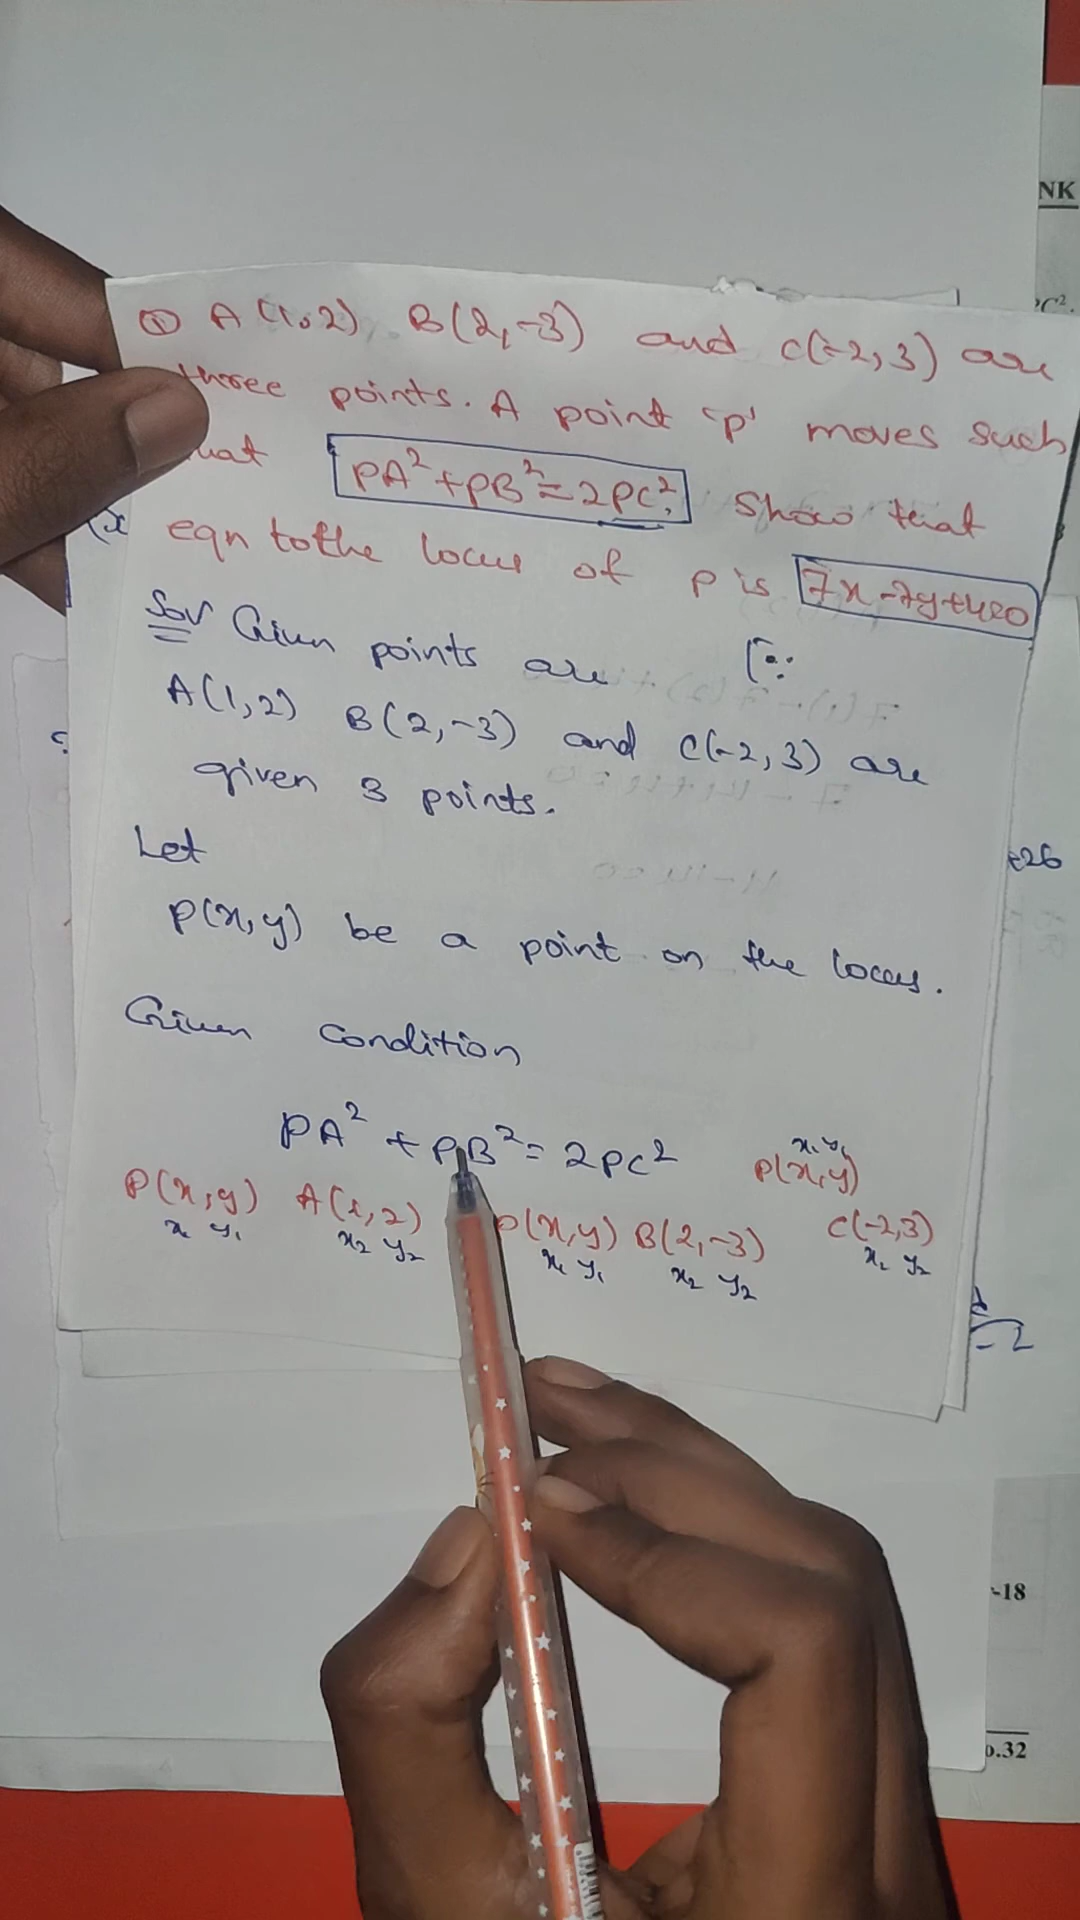 NK
① A(1,2) B(2,-3) and C(-2,3) are
three points. A point 'p' moves such
that PA²+PB²=2PC². Show that
eqn to the locus of p is 7x-7y+4=0
Sol Given points are [∵
A(1,2) B(2,-3) and C(-2,3) are
given 3 points.
Let
P(x,y) be a point on the locus.
Given condition
PA² + PB² = 2PC² P(x,y)
x₁ y₁
P(x,y) A(1,2) P(x,y) B(2,-3) C(-2,3)
x₁ y₁ x₂ y₂ x₁ y₁ x₂ y₂ x₂ y₂
-18
.32